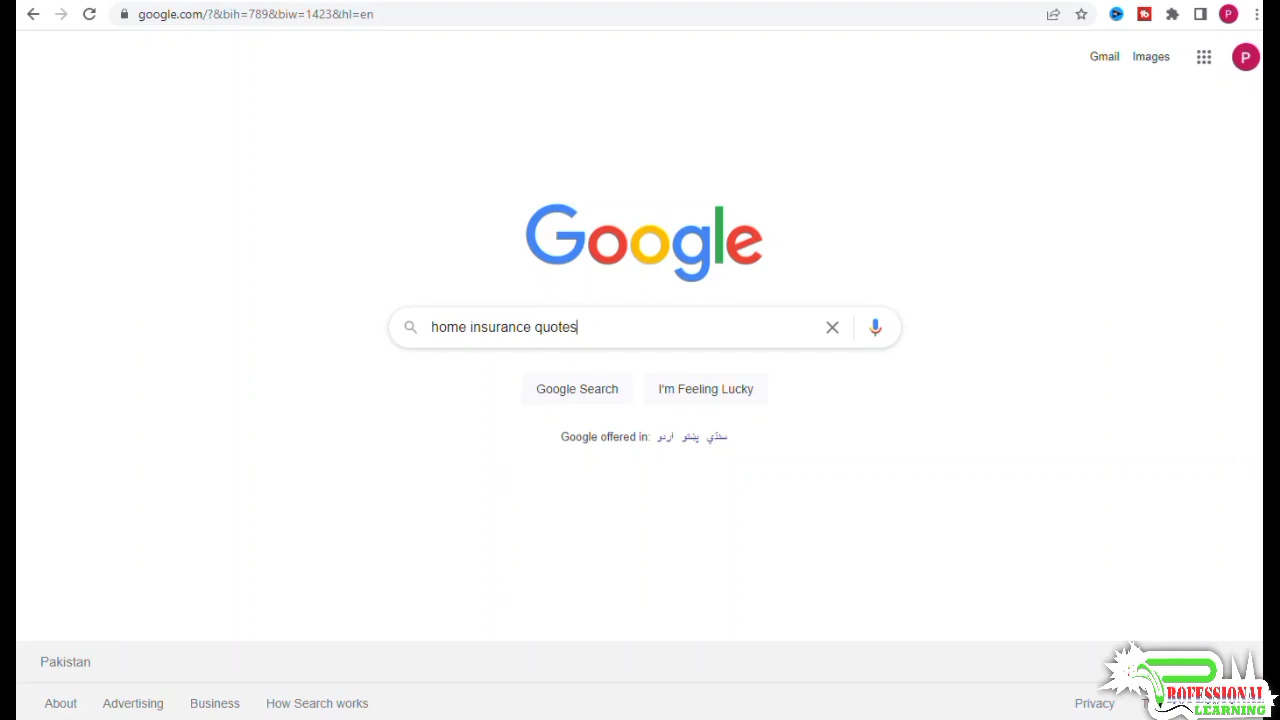 google.com/?&bih=789&biw=1423&hl=en
P
Gmail Images
P
Google
home insurance quotes
Google Search I'm Feeling Lucky
Google offered in: اردو پښتو سنڌي
Pakistan
About Advertising Business How Search works
Privacy
PROFESSIONAL
LEARNING